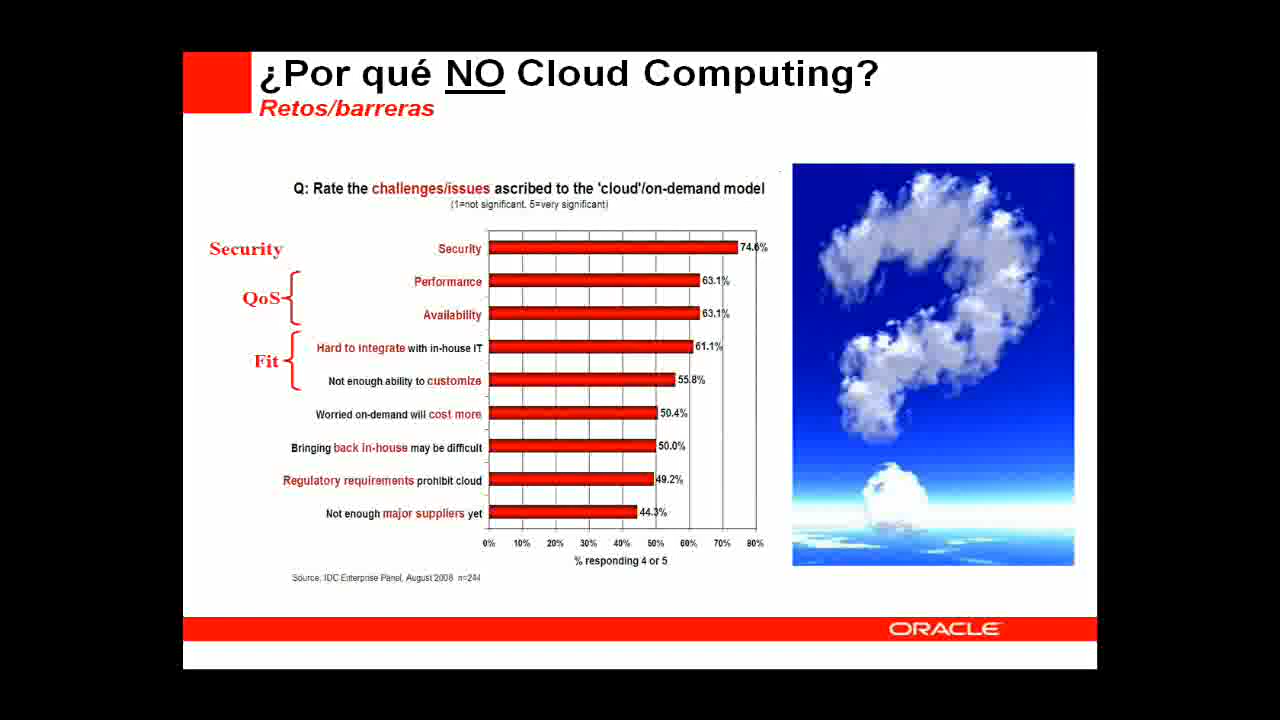 ¿Por qué NO Cloud Computing?
Retos/barreras
Q: Rate the challenges/issues ascribed to the 'cloud'/on-demand model
(1=not significant, 5=very significant)
Security
Security 74.6%
QoS
Performance 63.1%
Availability 63.1%
Fit
Hard to integrate with in-house IT 61.1%
Not enough ability to customize 55.8%
Worried on-demand will cost more 50.4%
Bringing back in-house may be difficult 50.0%
Regulatory requirements prohibit cloud 49.2%
Not enough major suppliers yet 44.3%
0% 10% 20% 30% 40% 50% 60% 70% 80%
% responding 4 or 5
Source: IDC Enterprise Panel, August 2008 n=244
ORACLE